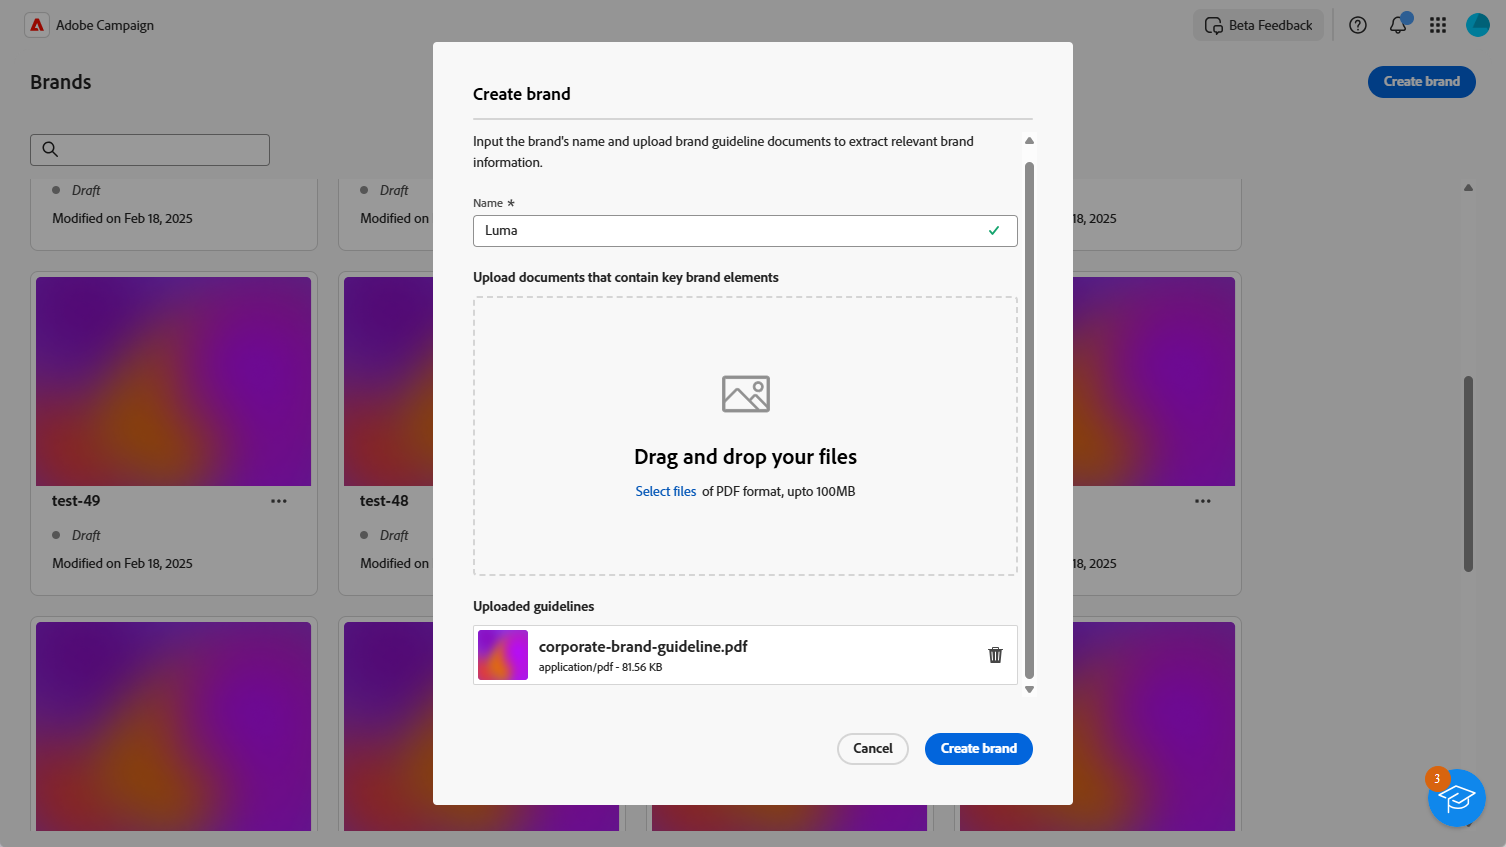 Adobe Campaign
Beta Feedback
Brands
Create brand
Draft
Modified on Feb 18, 2025
Draft
Modified on
18, 2025
test-49
Draft
Modified on Feb 18, 2025
test-48
Draft
Modified on
18, 2025
Create brand
Input the brand's name and upload brand guideline documents to extract relevant brand
information.
Name *
Luma
Upload documents that contain key brand elements
Drag and drop your files
Select files of PDF format, upto 100MB
Uploaded guidelines
corporate-brand-guideline.pdf
application/pdf - 81.56 KB
Cancel
Create brand
3